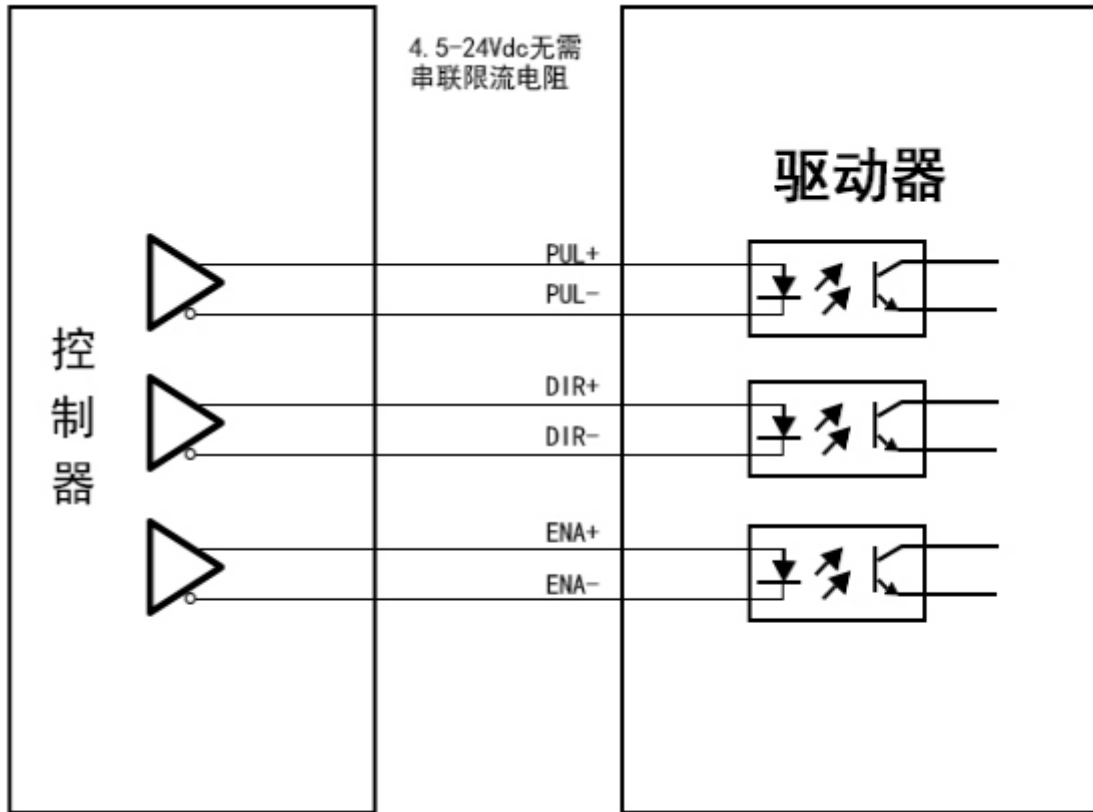 4.5-24Vdc无需
串联限流电阻
驱动器
控制器
PUL+
PUL-
DIR+
DIR-
ENA+
ENA-